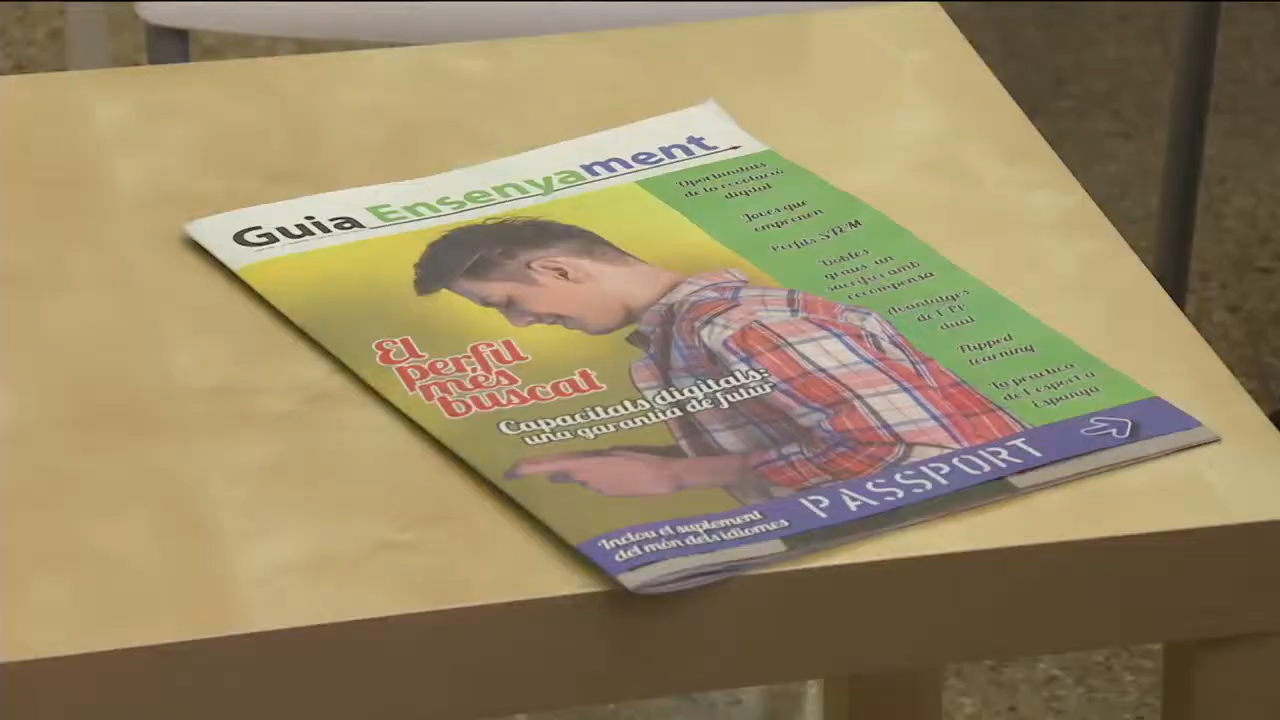 Guia Ensenyament
Oportunitats
de la revolució
digital
Joves que
emprenen
Perfils STEM
Dobles
graus, un
sacrifici amb
recompensa
Avantatges
de l'FP
dual
Flipped
learning
La pràctica
de l'esport a
Espanya
El
perfil
més
buscat
Capacitats digitals:
una garantia de futur
PASSPORT
Inclou el suplement
del món dels idiomes